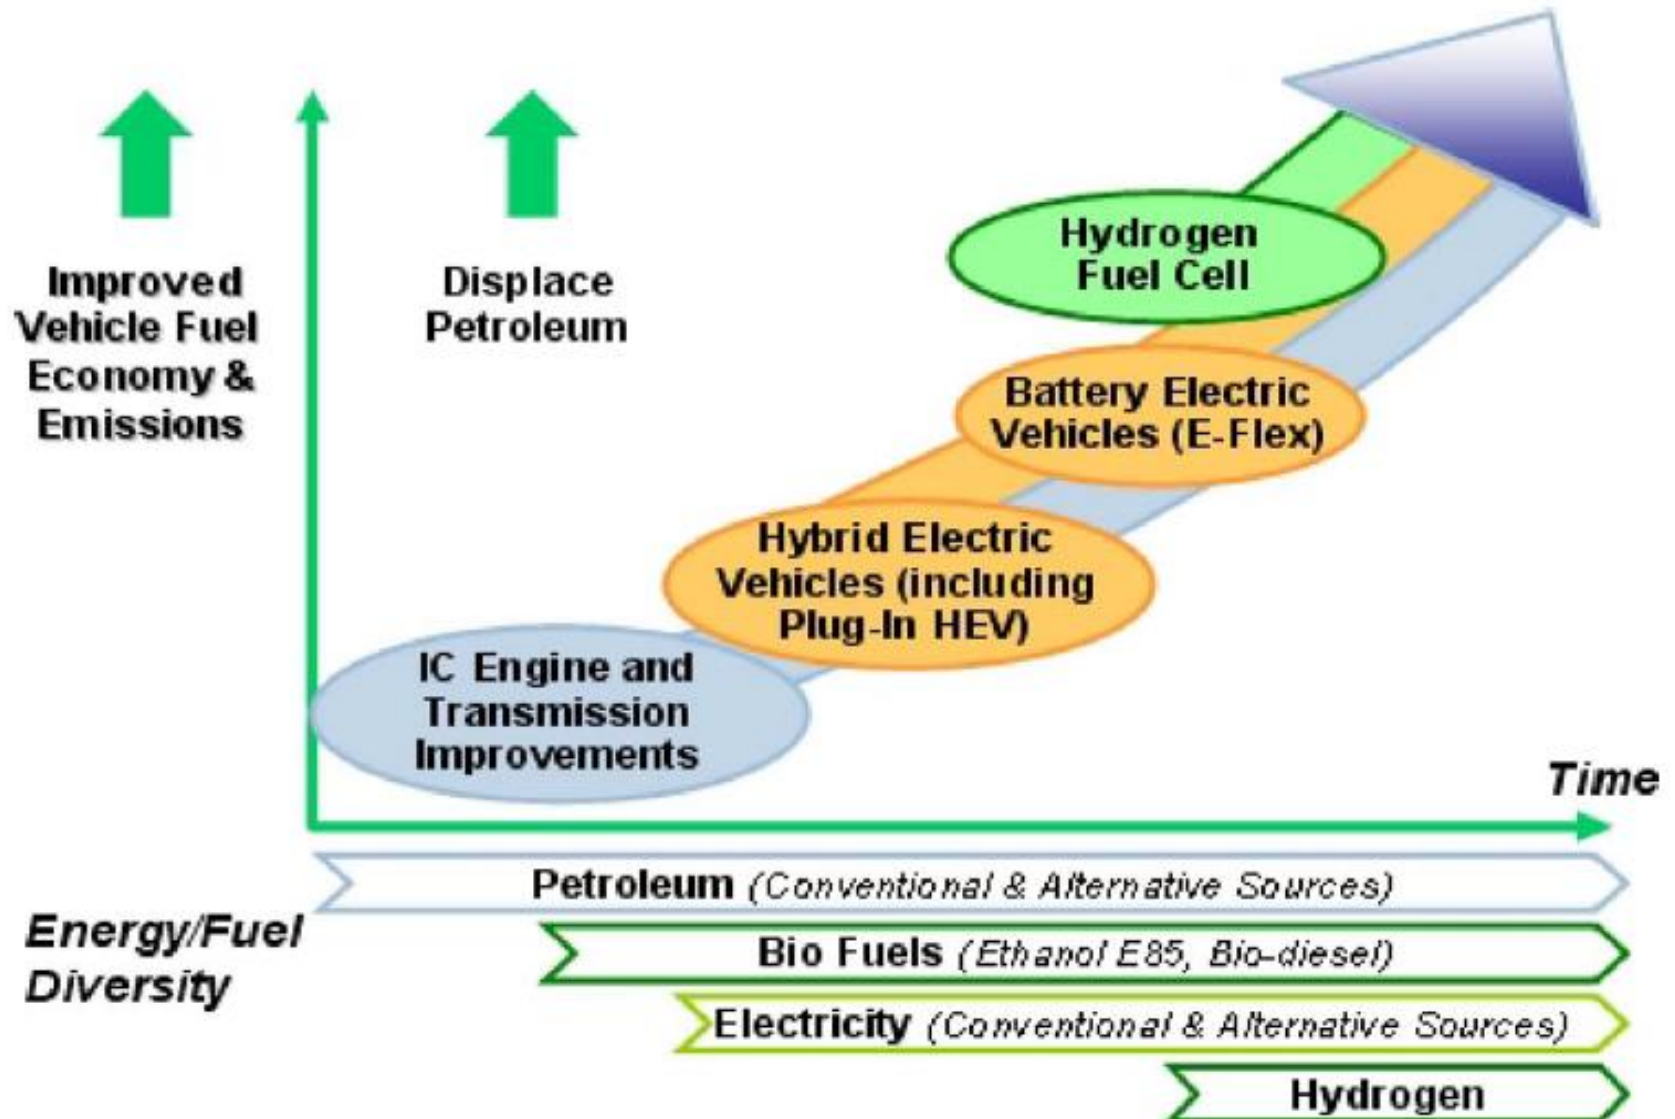 Improved
Vehicle Fuel
Economy &
Emissions
Displace
Petroleum
Hydrogen
Fuel Cell
Battery Electric
Vehicles (E-Flex)
Hybrid Electric
Vehicles (including
Plug-In HEV)
IC Engine and
Transmission
Improvements
Time
Energy/Fuel
Diversity
Petroleum (Conventional & Alternative Sources)
Bio Fuels (Ethanol E85, Bio-diesel)
Electricity (Conventional & Alternative Sources)
Hydrogen